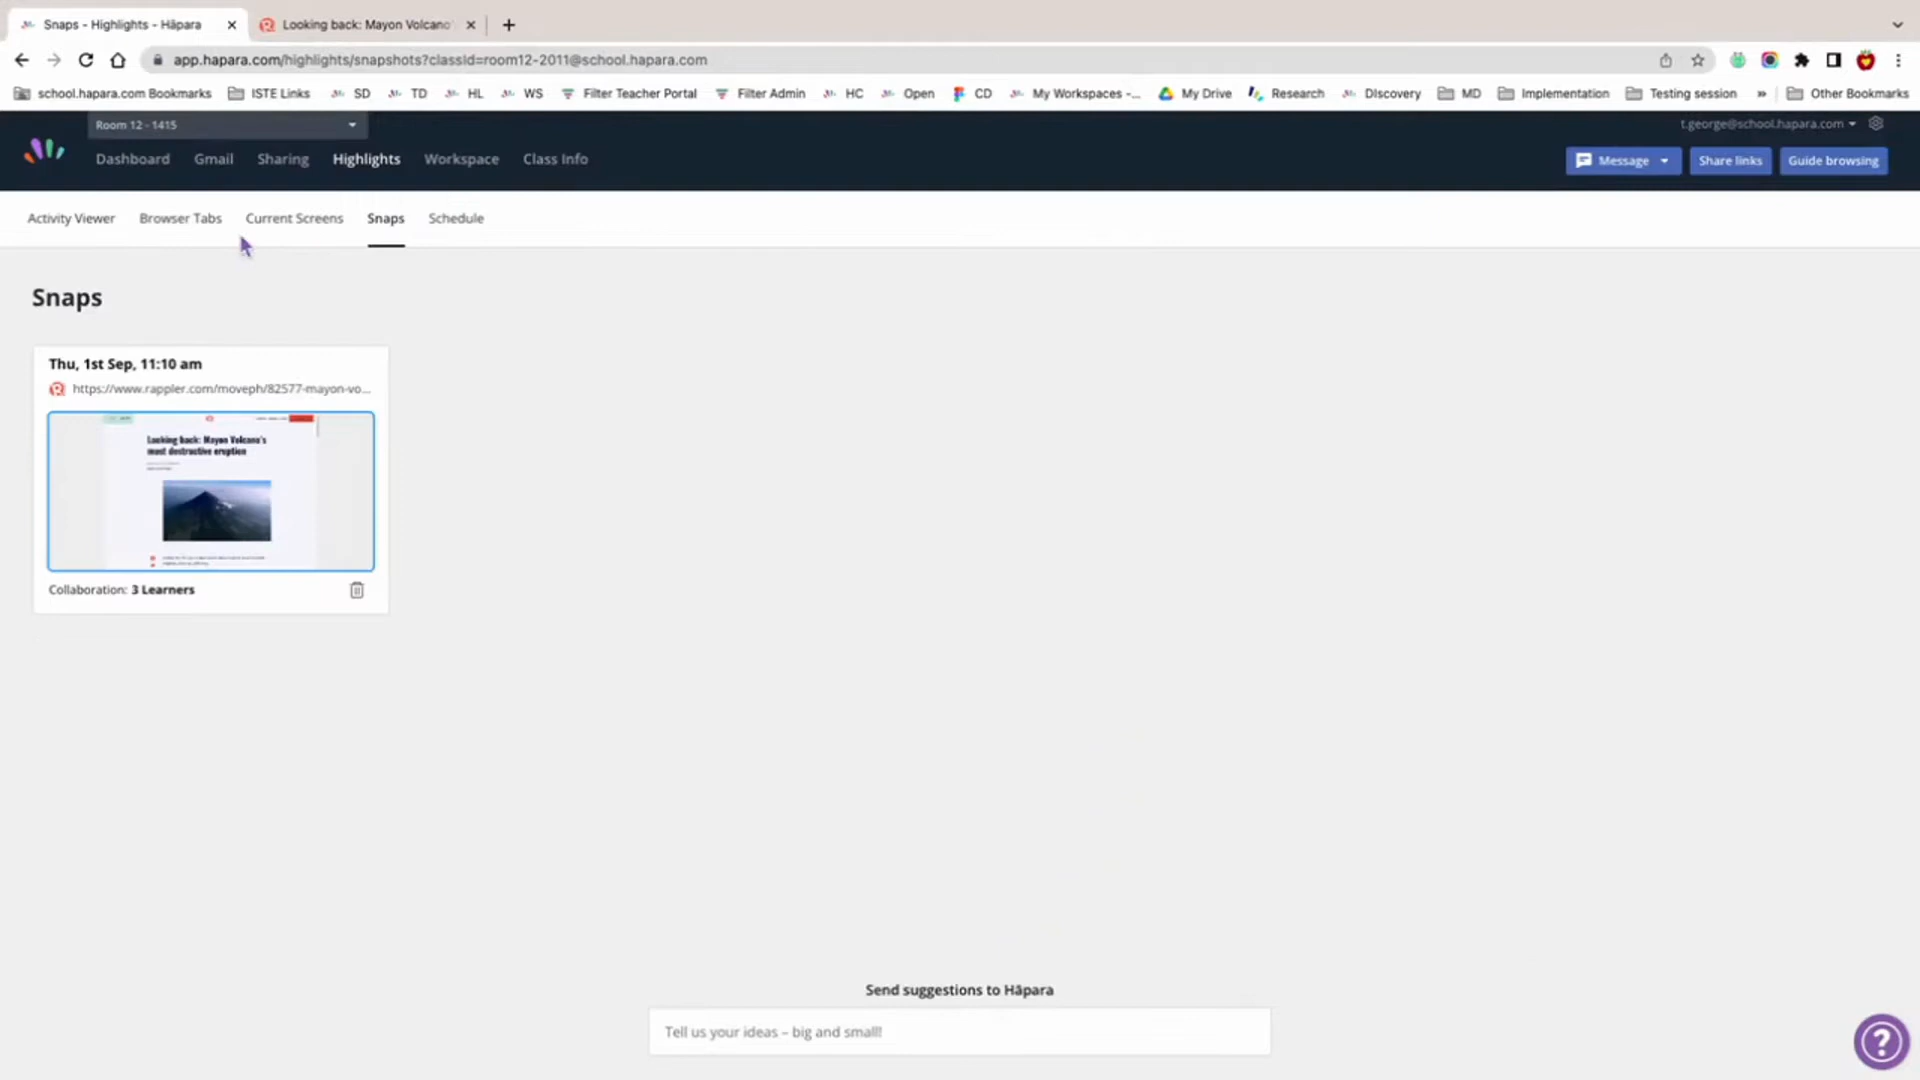 Snaps - Highlights - Hāpara
Looking back: Mayon Volcano'
app.hapara.com/highlights/snapshots?classId=room12-2011@school.hapara.com
school.hapara.com Bookmarks ISTE Links SD TD HL WS Filter Teacher Portal Filter Admin HC Open CD My Workspaces -... My Drive Research DIscovery MD Implementation Testing session » Other Bookmarks
Room 12 - 1415
t.george@school.hapara.com
Dashboard Gmail Sharing Highlights Workspace Class Info
Message Share links Guide browsing
Activity Viewer Browser Tabs Current Screens Snaps Schedule
Snaps
Thu, 1st Sep, 11:10 am
https://www.rappler.com/moveph/82577-mayon-vo...
Looking back: Mayon Volcano's
most destructive eruption
Collaboration: 3 Learners
Send suggestions to Hāpara
Tell us your ideas – big and small!
?